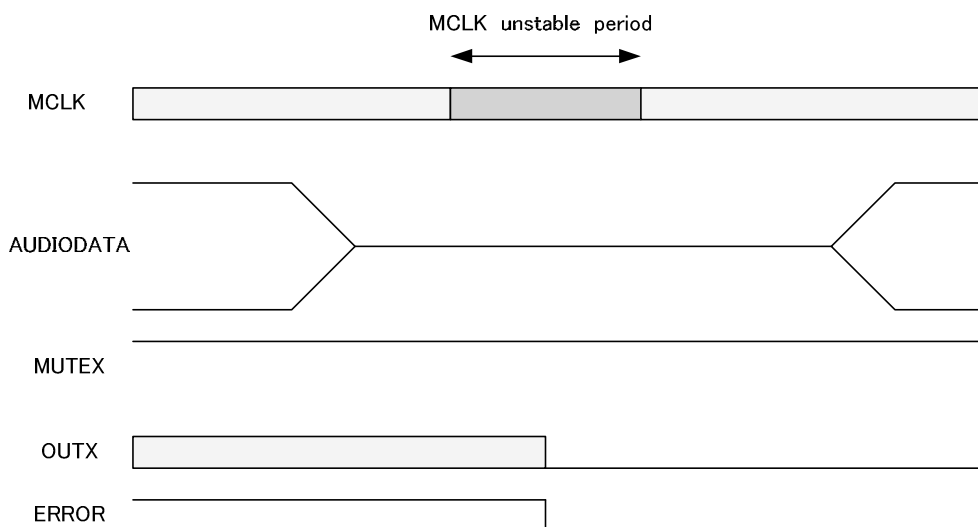 MCLK unstable period
MCLK
AUDIODATA
MUTEX
OUTX
ERROR